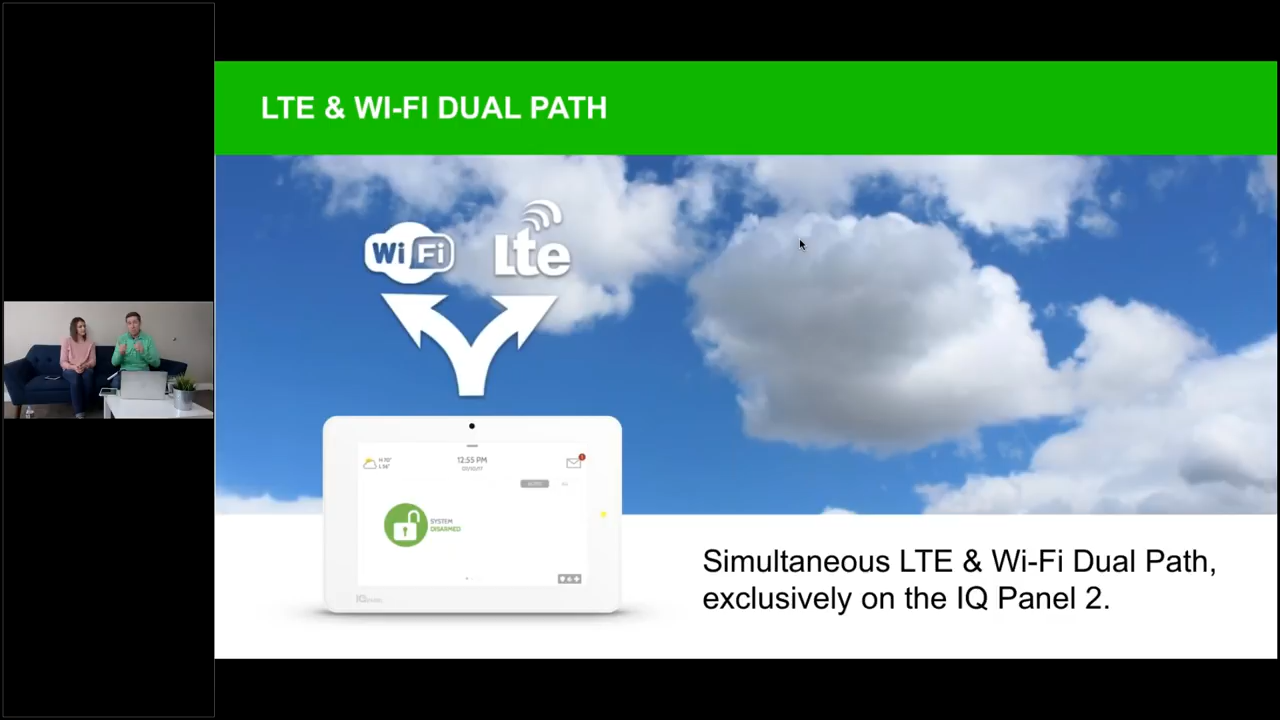 LTE & WI-FI DUAL PATH
Wi Fi
Lte
12:55 PM
SYSTEM
DISARMED
Simultaneous LTE & Wi-Fi Dual Path,
exclusively on the IQ Panel 2.